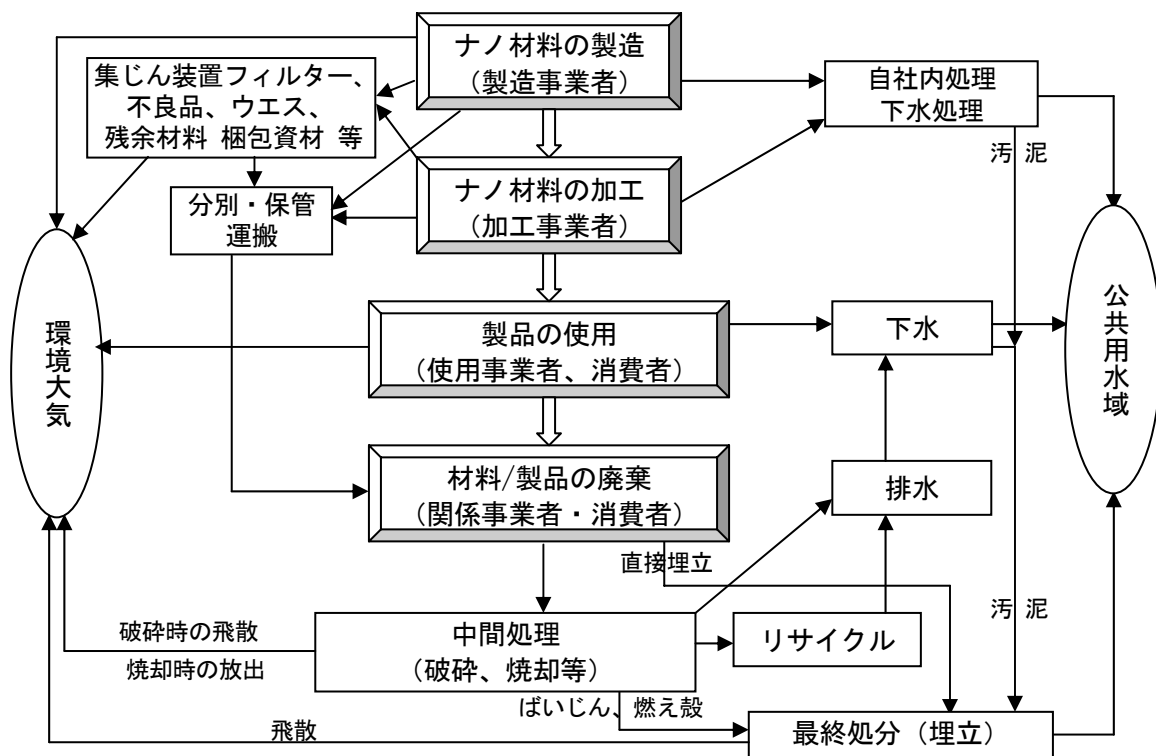 ナノ材料の製造
（製造事業者）
集じん装置フィルター、
不良品、ウエス、
残余材料 梱包資材 等
自社内処理
下水処理
汚 泥
ナノ材料の加工
（加工事業者）
分別・保管
運搬
環境大気
製品の使用
（使用事業者、消費者）
下水
公共用水域
材料/製品の廃棄
（関係事業者・消費者）
排水
直接埋立
汚 泥
破砕時の飛散
焼却時の放出
中間処理
（破砕、焼却等）
リサイクル
ばいじん、燃え殻
飛散
最終処分（埋立）